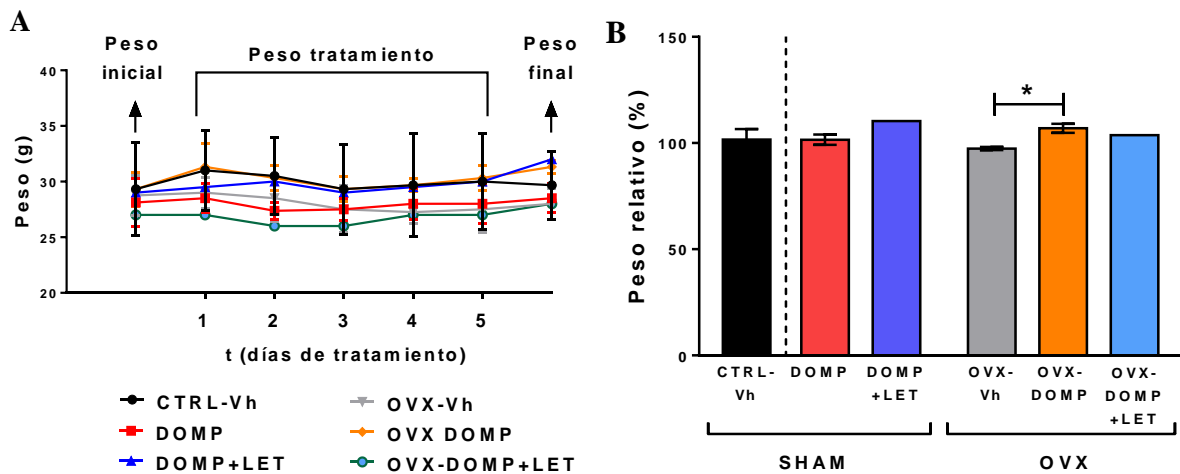 A
Peso inicial
Peso tratamiento
Peso final
Peso (g)
40
35
30
25
20
1 2 3 4 5
t (días de tratamiento)
CTRL-Vh
DOMP
DOMP+LET
OVX-Vh
OVX DOMP
OVX-DOMP+LET
B
Peso relativo (%)
150
100
50
0
*
CTRL-
Vh
DOMP
DOMP
+LET
OVX-
Vh
OVX-
DOMP
OVX-
DOMP
+LET
SHAM
OVX